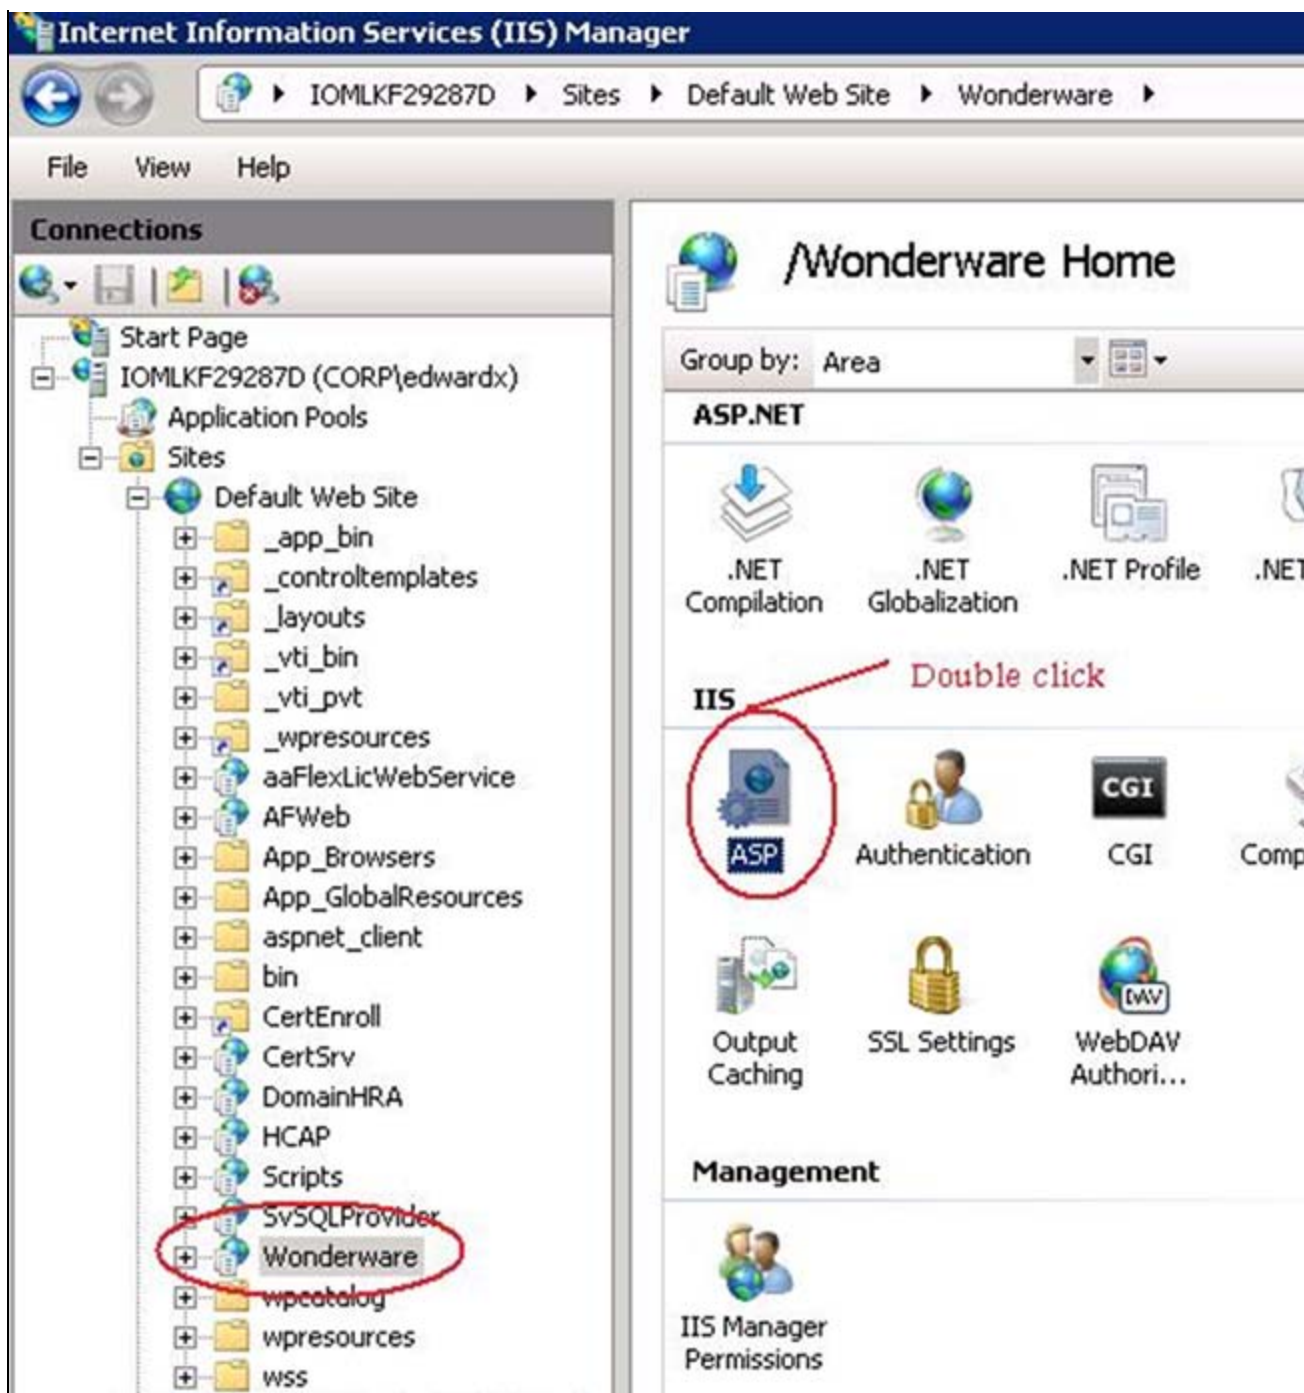 Internet Information Services (IIS) Manager
IOMLKF29287D Sites Default Web Site Wonderware
File View Help
Connections
Start Page
IOMLKF29287D (CORP\edwardx)
Application Pools
Sites
Default Web Site
_app_bin
_controltemplates
_layouts
_vti_bin
_vti_pvt
_wpresources
aaFlexLicWebService
AFWeb
App_Browsers
App_GlobalResources
aspnet_client
bin
CertEnroll
CertSrv
DomainHRA
HCAP
Scripts
SvSQLProvider
Wonderware
wpcatalog
wpresources
wss
/Wonderware Home
Group by: Area
ASP.NET
.NET
Compilation
.NET
Globalization
.NET Profile
.NET
Double click
IIS
ASP
Authentication
CGI
CGI
Comp
Output
Caching
SSL Settings
DAV
WebDAV
Authori...
Management
IIS Manager
Permissions